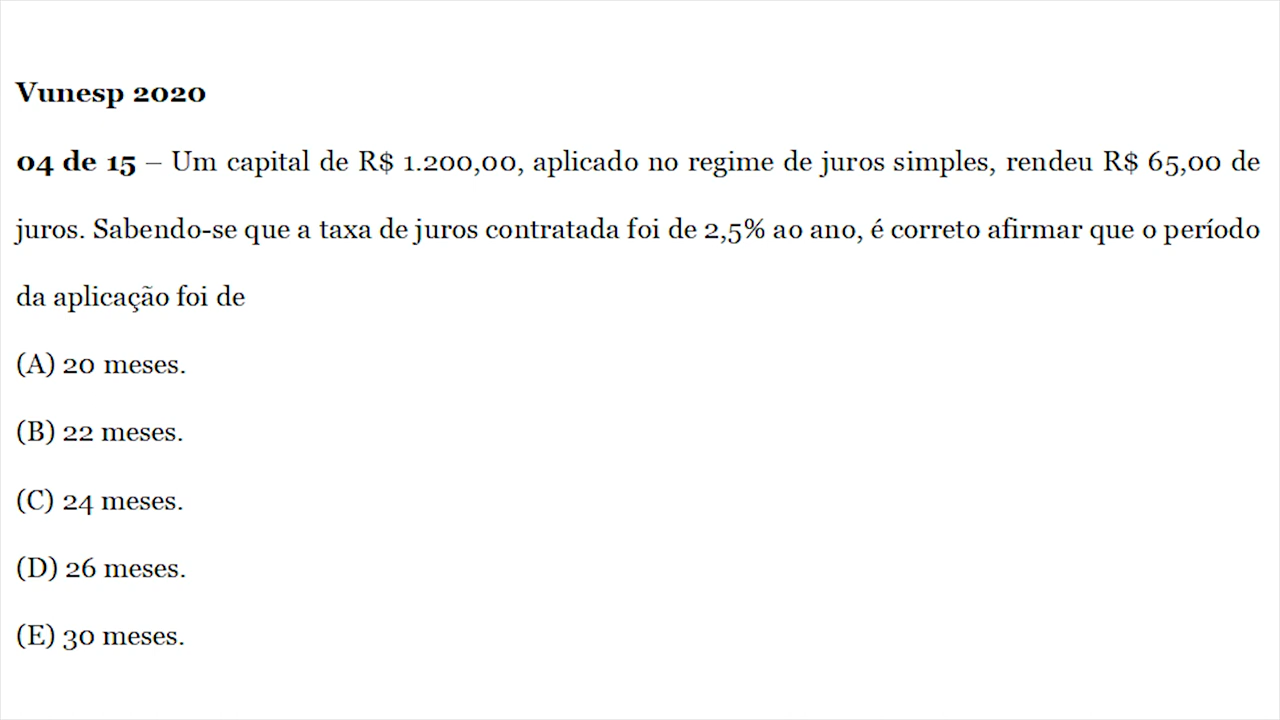 Vunesp 2020
04 de 15 – Um capital de R$ 1.200,00, aplicado no regime de juros simples, rendeu R$ 65,00 de
juros. Sabendo-se que a taxa de juros contratada foi de 2,5% ao ano, é correto afirmar que o período
da aplicação foi de
(A) 20 meses.
(B) 22 meses.
(C) 24 meses.
(D) 26 meses.
(E) 30 meses.